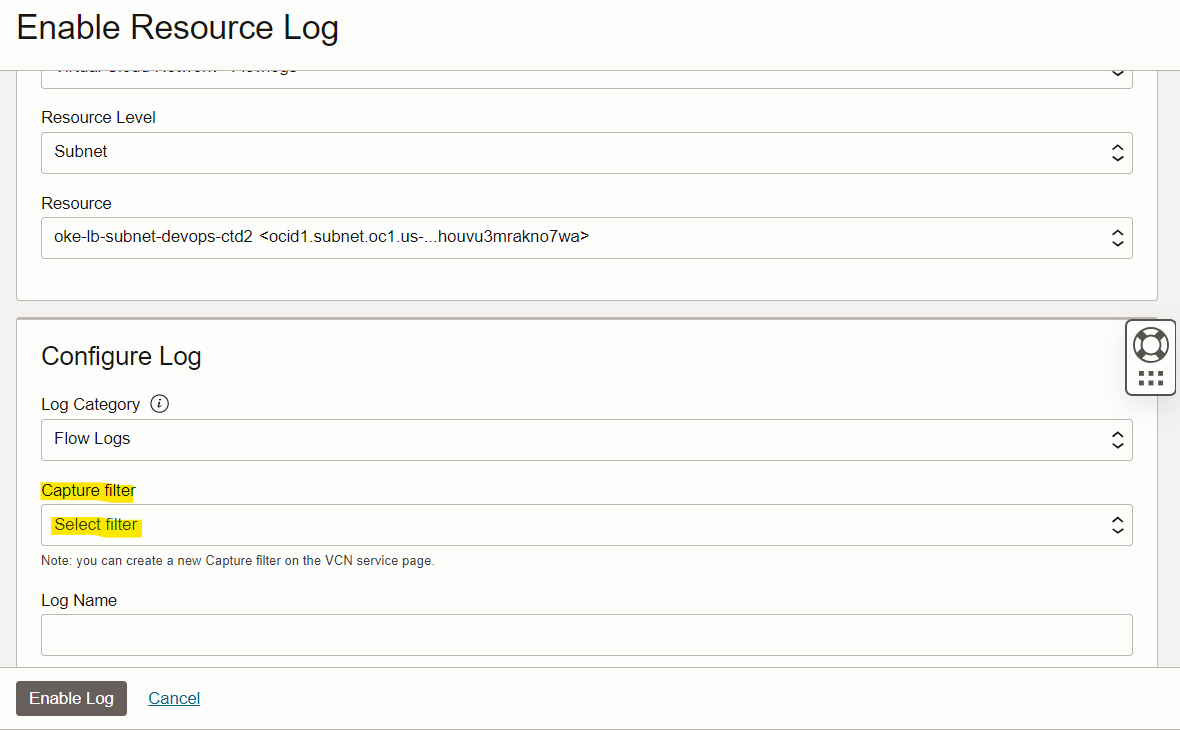 Enable Resource Log
Resource Level
Subnet
Resource
oke-lb-subnet-devops-ctd2 <ocid1.subnet.oc1.us-...houvu3mrakno7wa>
Configure Log
Log Category
Flow Logs
Capture filter
Select filter
Note: you can create a new Capture filter on the VCN service page.
Log Name
Enable Log Cancel